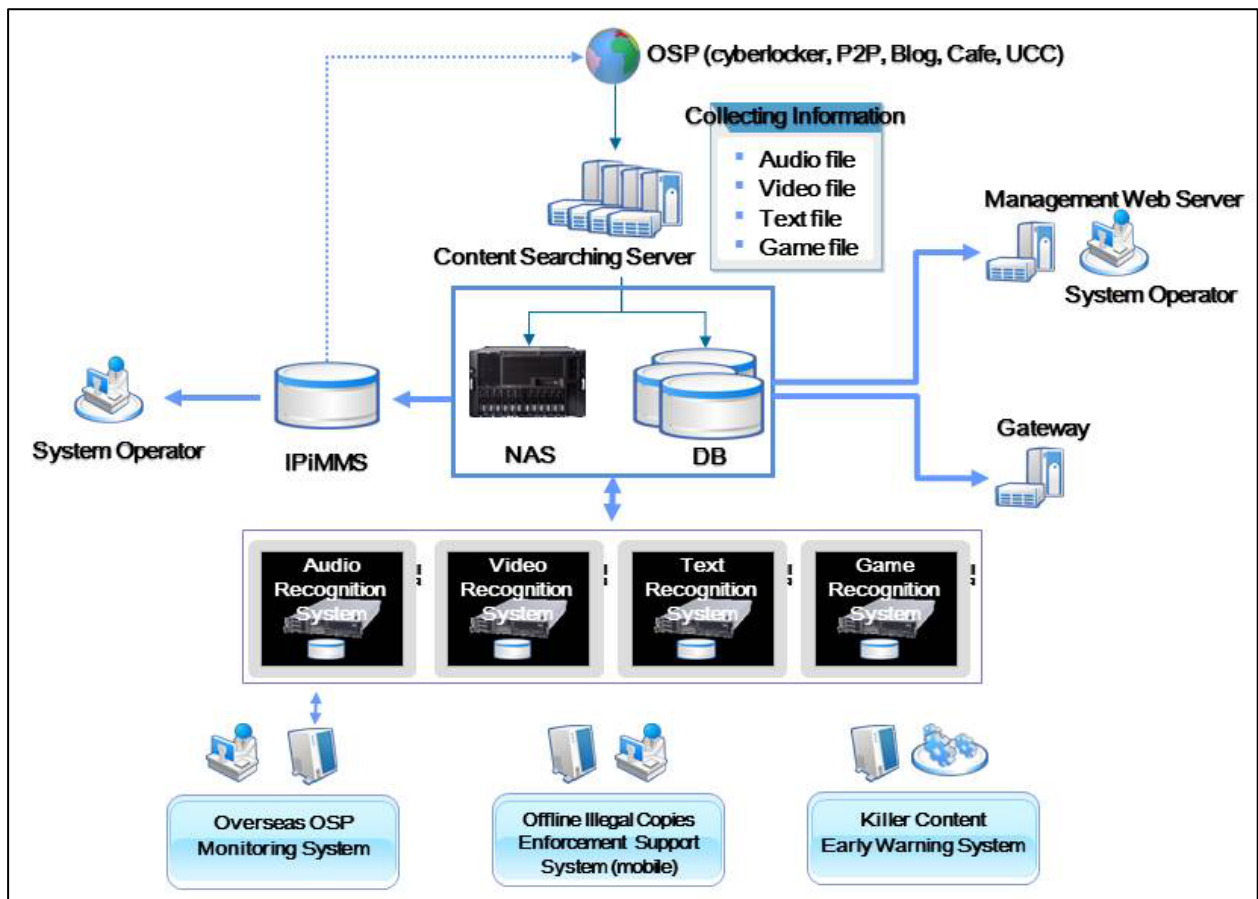 OSP (cyberlocker, P2P, Blog, Cafe, UCC)
Collecting Information
Audio file
Video file
Text file
Game file
Content Searching Server
Management Web Server
System Operator
System Operator
IPiMMS
NAS
DB
Gateway
Audio
Recognition
System
Video
Recognition
System
Text
Recognition
System
Game
Recognition
System
Overseas OSP
Monitoring System
Offline Illegal Copies
Enforcement Support
System (mobile)
Killer Content
Early Warning System